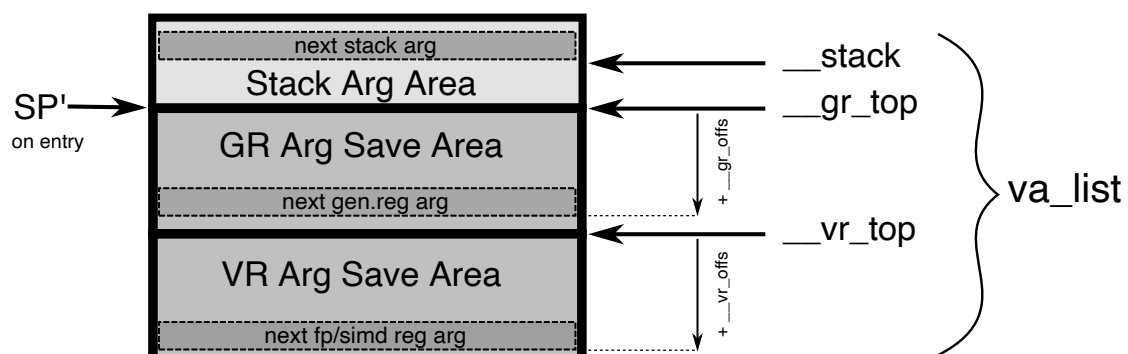 next stack arg
__stack
Stack Arg Area
SP'
on entry
__gr_top
GR Arg Save Area
+ __gr_offs
next gen.reg arg
va_list
__vr_top
VR Arg Save Area
+ __vr_offs
next fp/simd reg arg